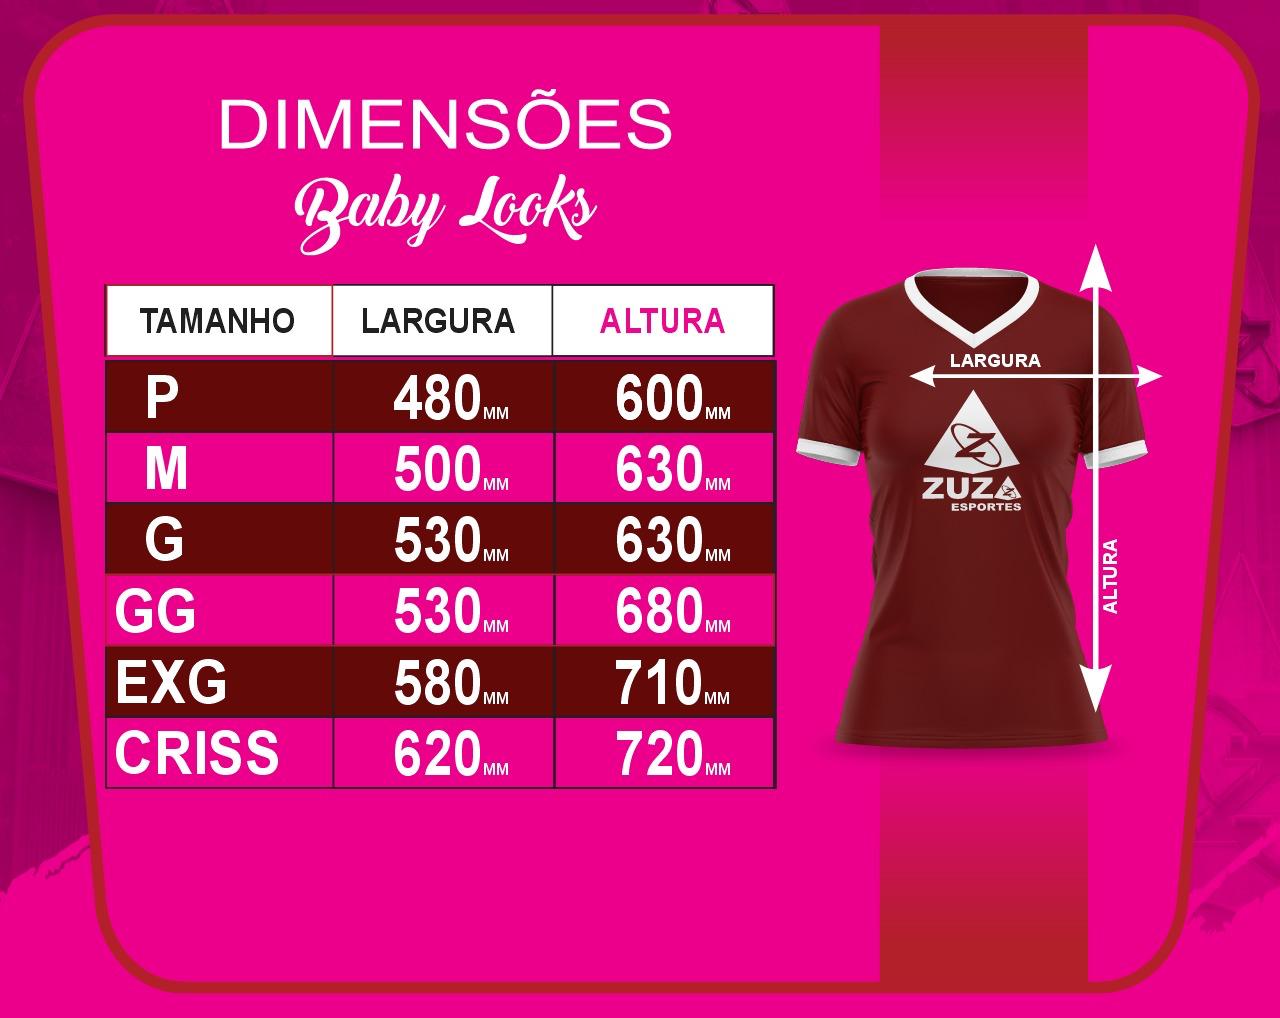 DIMENSÕES
Baby Looks
TAMANHO LARGURA ALTURA
P 480MM 600MM
M 500MM 630MM
G 530MM 630MM
GG 530MM 680MM
EXG 580MM 710MM
CRISS 620MM 720MM
LARGURA
Z
ZUZA
ESPORTES
ALTURA